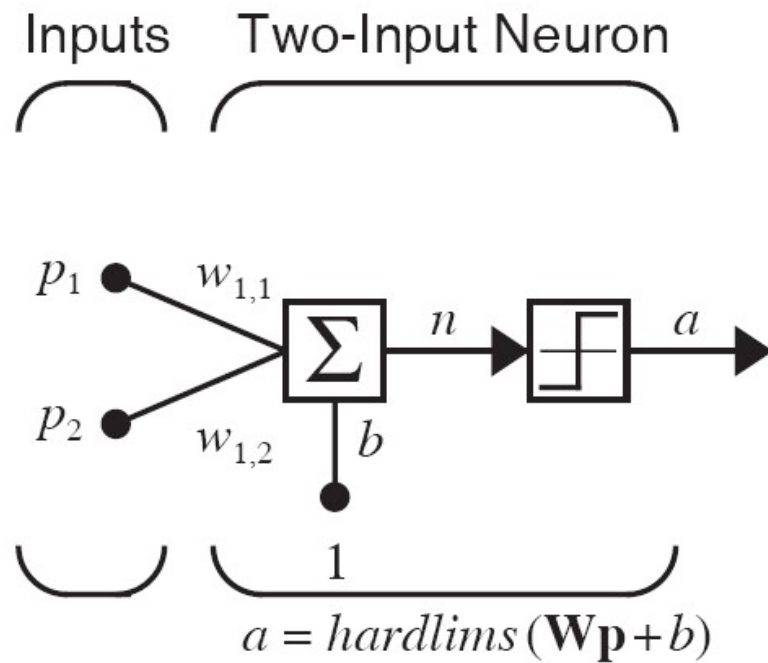 Inputs Two-Input Neuron
p₁ w₁,₁
Σ n a
p₂ w₁,₂ b
1
a = hardlims (Wp + b)